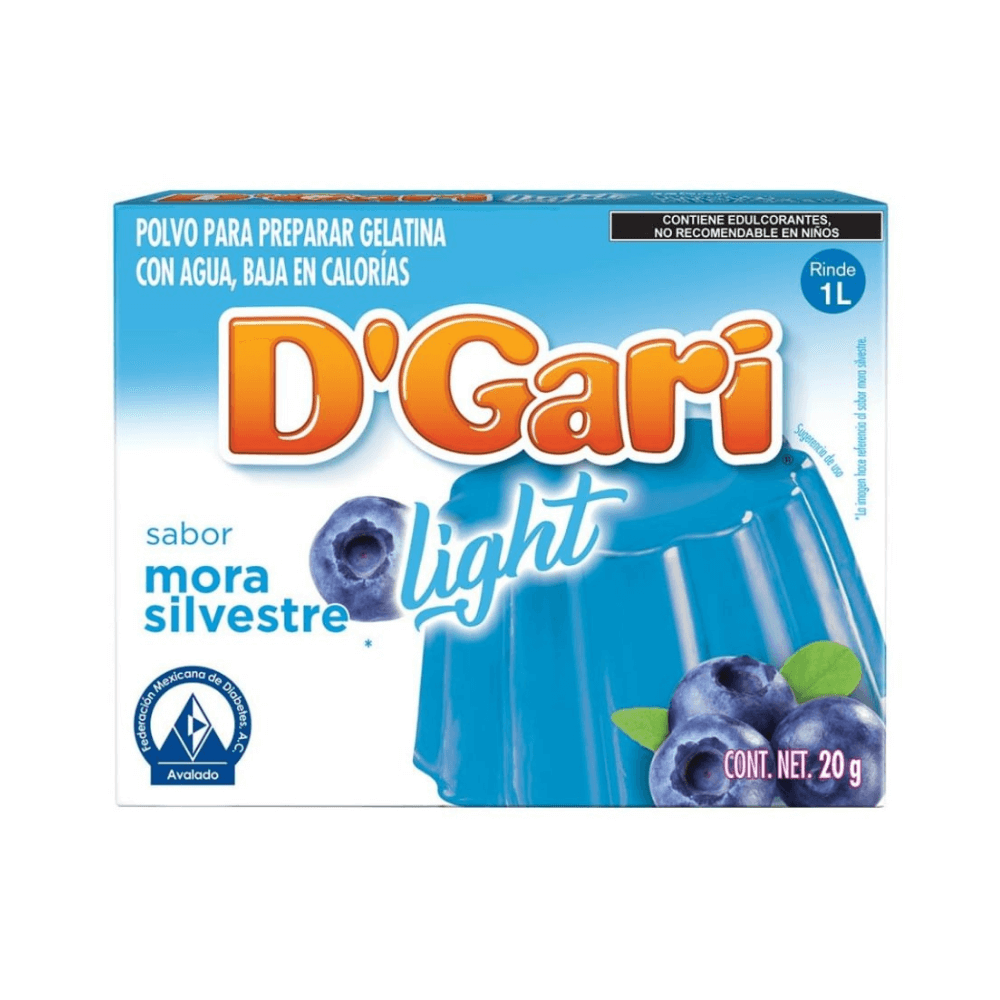 D'Gari light
POLVO PARA PREPARAR GELATINA
CON AGUA, BAJA EN CALORÍAS
CONTIENE EDULCORANTES,
NO RECOMENDABLE EN NIÑOS
Rinde
1L
D'Gari
®
light
Sugerencia de uso
*La imagen hace referencia al sabor mora silvestre.
sabor
mora
silvestre
*
Federación Mexicana de Diabetes, A.C.
Avalado
CONT. NET. 20 g